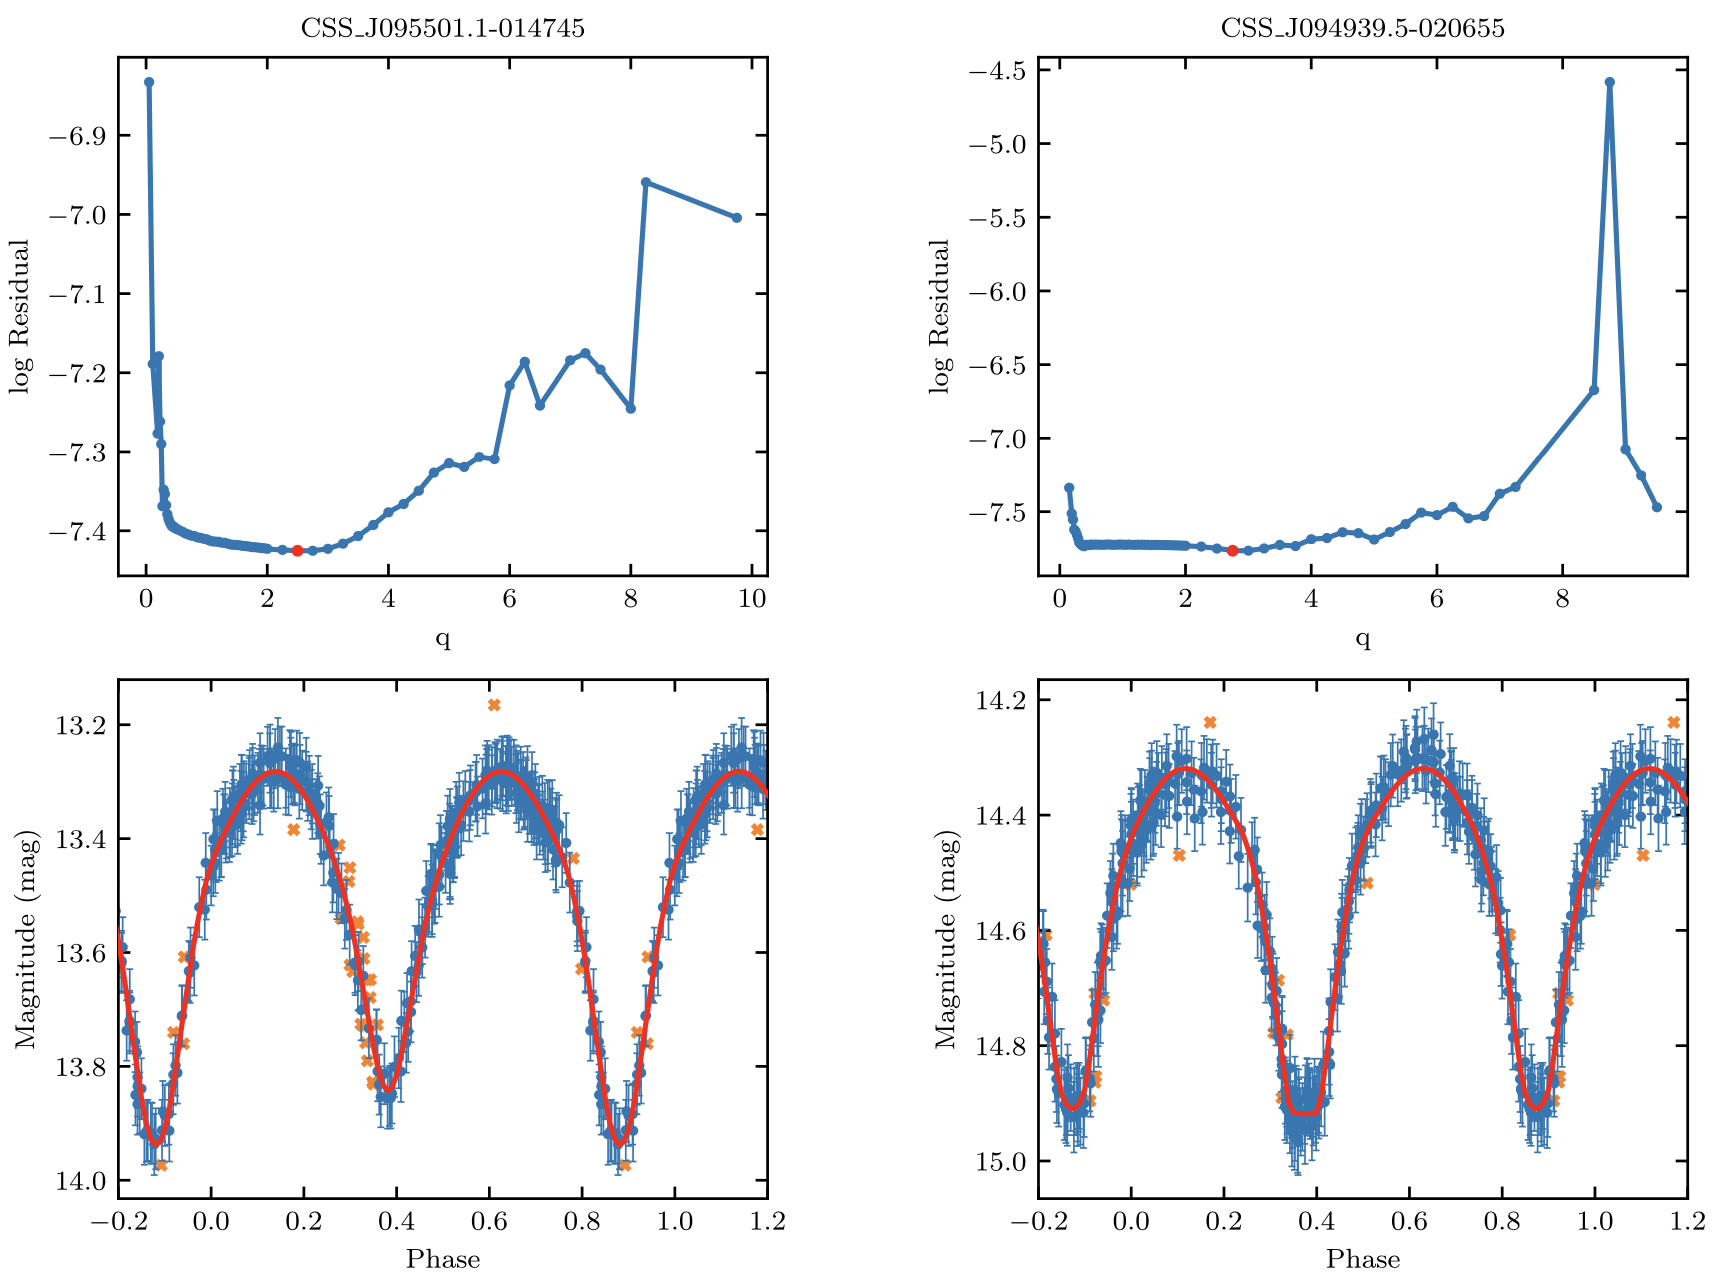 CSS_J095501.1-014745
−6.9
−7.0
−7.1
−7.2
−7.3
−7.4
log Residual
0 2 4 6 8 10
q
CSS_J094939.5-020655
−4.5
−5.0
−5.5
−6.0
−6.5
−7.0
−7.5
log Residual
0 2 4 6 8
q
13.2
13.4
13.6
13.8
14.0
Magnitude (mag)
−0.2 0.0 0.2 0.4 0.6 0.8 1.0 1.2
Phase
14.2
14.4
14.6
14.8
15.0
Magnitude (mag)
−0.2 0.0 0.2 0.4 0.6 0.8 1.0 1.2
Phase